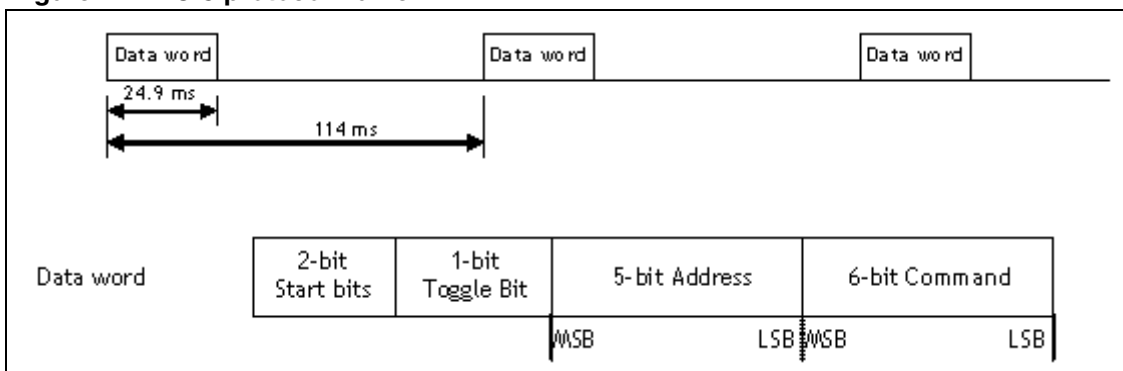 Data word Data word Data word
24.9 ms
114 ms
Data word
2-bit Start bits
1-bit Toggle Bit
5-bit Address
6-bit Command
MSB LSB MSB LSB